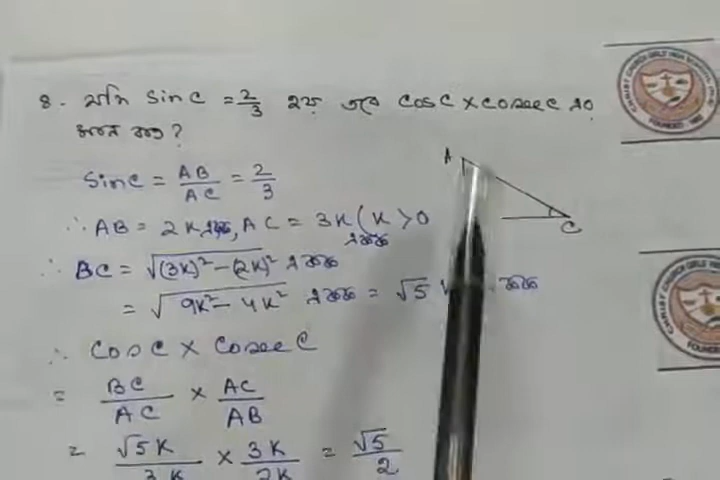 8. যদি sin C = 2/3 হয় তবে cos C × cosec C এর
মান কত?
A
C
sin C = AB/AC = 2/3
∴ AB = 2K একক, AC = 3K (K > 0
একক
∴ BC = √(3K)² − (2K)² একক
= √9K² − 4K² একক = √5 একক
∴ cos C × cosec C
= BC/AC × AC/AB
= √5K/3K × 3K/2K = √5/2